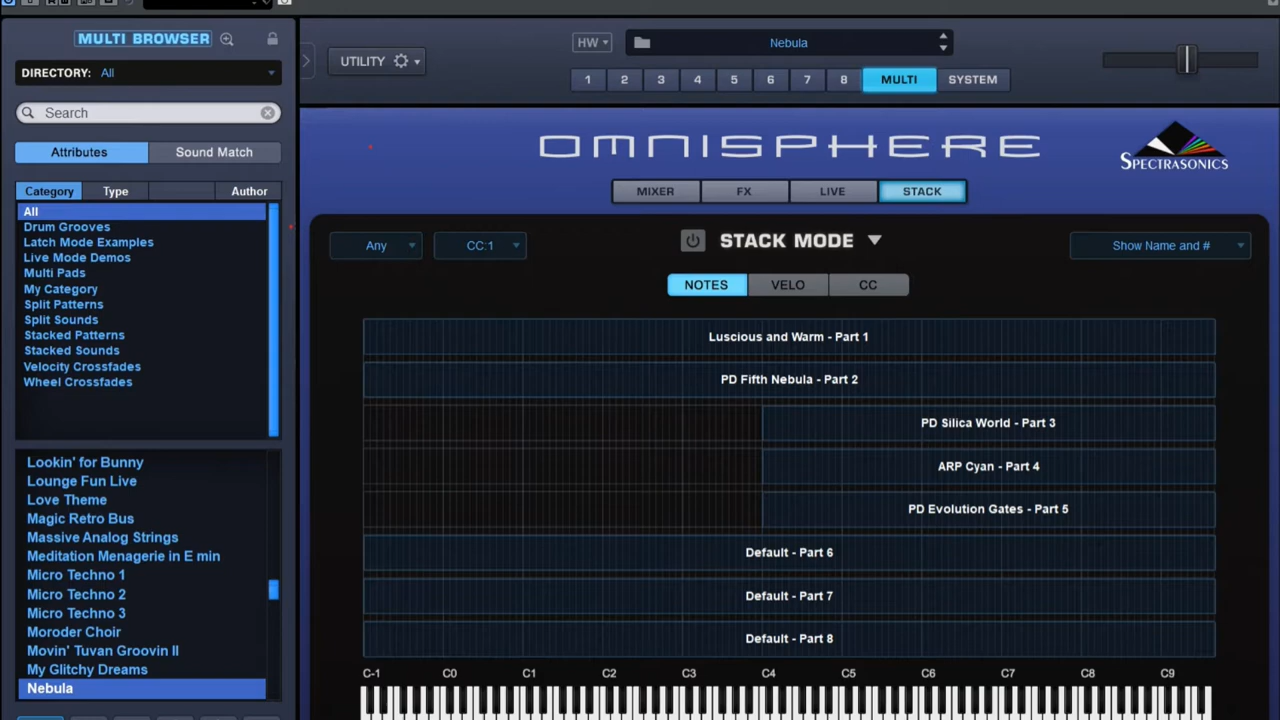 MULTI BROWSER
DIRECTORY: All
Search
Attributes Sound Match
Category Type Author
All
Drum Grooves
Latch Mode Examples
Live Mode Demos
Multi Pads
My Category
Split Patterns
Split Sounds
Stacked Patterns
Stacked Sounds
Velocity Crossfades
Wheel Crossfades
Lookin' for Bunny
Lounge Fun Live
Love Theme
Magic Retro Bus
Massive Analog Strings
Meditation Menagerie in E min
Micro Techno 1
Micro Techno 2
Micro Techno 3
Moroder Choir
Movin' Tuvan Groovin II
My Glitchy Dreams
Nebula
UTILITY
HW Nebula
1 2 3 4 5 6 7 8 MULTI SYSTEM
OMNISPHERE
SPECTRASONICS
MIXER FX LIVE STACK
Any CC:1 STACK MODE Show Name and #
NOTES VELO CC
Luscious and Warm - Part 1
PD Fifth Nebula - Part 2
PD Silica World - Part 3
ARP Cyan - Part 4
PD Evolution Gates - Part 5
Default - Part 6
Default - Part 7
Default - Part 8
C-1 C0 C1 C2 C3 C4 C5 C6 C7 C8 C9